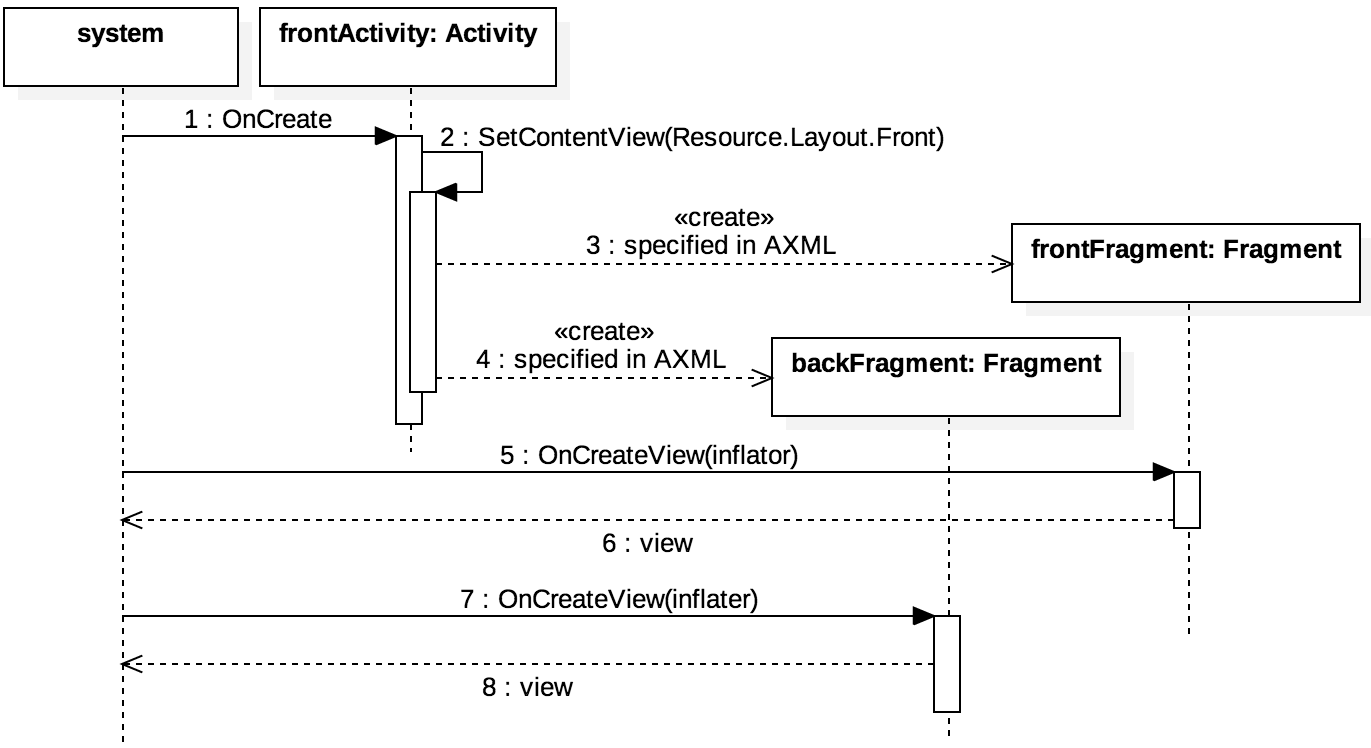 system
frontActivity: Activity
1 : OnCreate
2 : SetContentView(Resource.Layout.Front)
«create»
3 : specified in AXML
frontFragment: Fragment
«create»
4 : specified in AXML
backFragment: Fragment
5 : OnCreateView(inflator)
6 : view
7 : OnCreateView(inflater)
8 : view